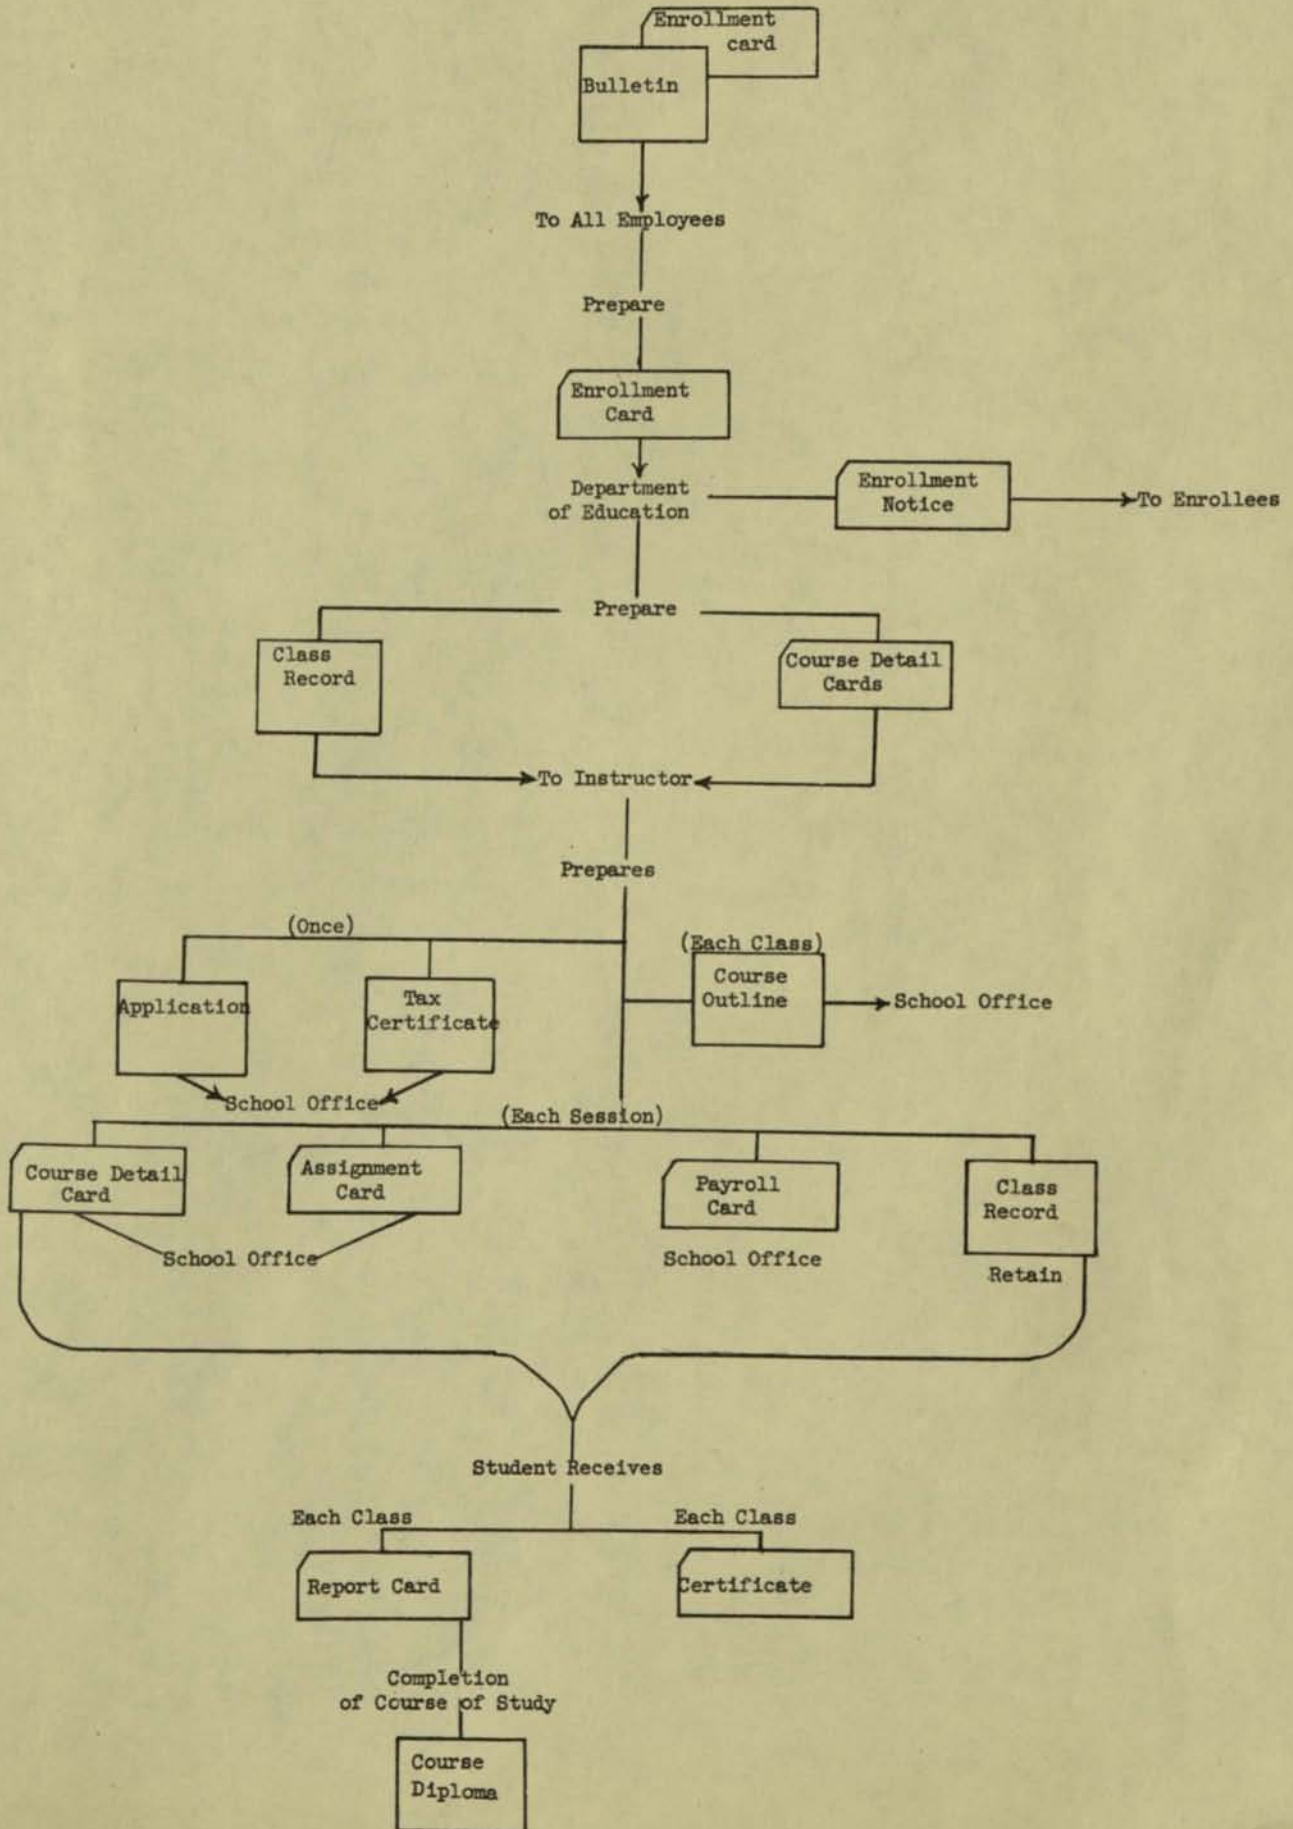 Enrollment
card
Bulletin
To All Employees
Prepare
Enrollment
Card
Department
of Education
Enrollment
Notice
To Enrollees
Prepare
Class
Record
Course Detail
Cards
To Instructor
Prepares
(Once)
(Each Class)
Application
Tax
Certificate
Course
Outline
School Office
School Office
(Each Session)
Course Detail
Card
Assignment
Card
Payroll
Card
Class
Record
School Office
School Office
Retain
Student Receives
Each Class
Each Class
Report Card
Certificate
Completion
of Course of Study
Course
Diploma